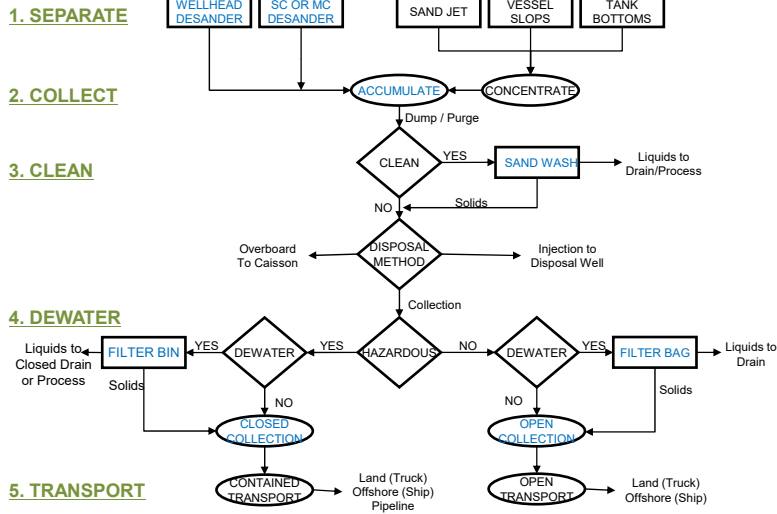 1. SEPARATE
WELLHEAD
DESANDER
SC OR MC
DESANDER
SAND JET
VESSEL
SLOPS
TANK
BOTTOMS
2. COLLECT
ACCUMULATE
CONCENTRATE
Dump / Purge
3. CLEAN
CLEAN
YES
SAND WASH
Liquids to
Drain/Process
NO
Solids
Overboard
To Caisson
DISPOSAL
METHOD
Injection to
Disposal Well
Collection
4. DEWATER
Liquids to
Closed Drain
or Process
FILTER BIN
YES
DEWATER
YES
HAZARDOUS
NO
DEWATER
YES
FILTER BAG
Liquids to
Drain
Solids
NO
NO
Solids
CLOSED
COLLECTION
OPEN
COLLECTION
5. TRANSPORT
CONTAINED
TRANSPORT
Land (Truck)
Offshore (Ship)
Pipeline
OPEN
TRANSPORT
Land (Truck)
Offshore (Ship)